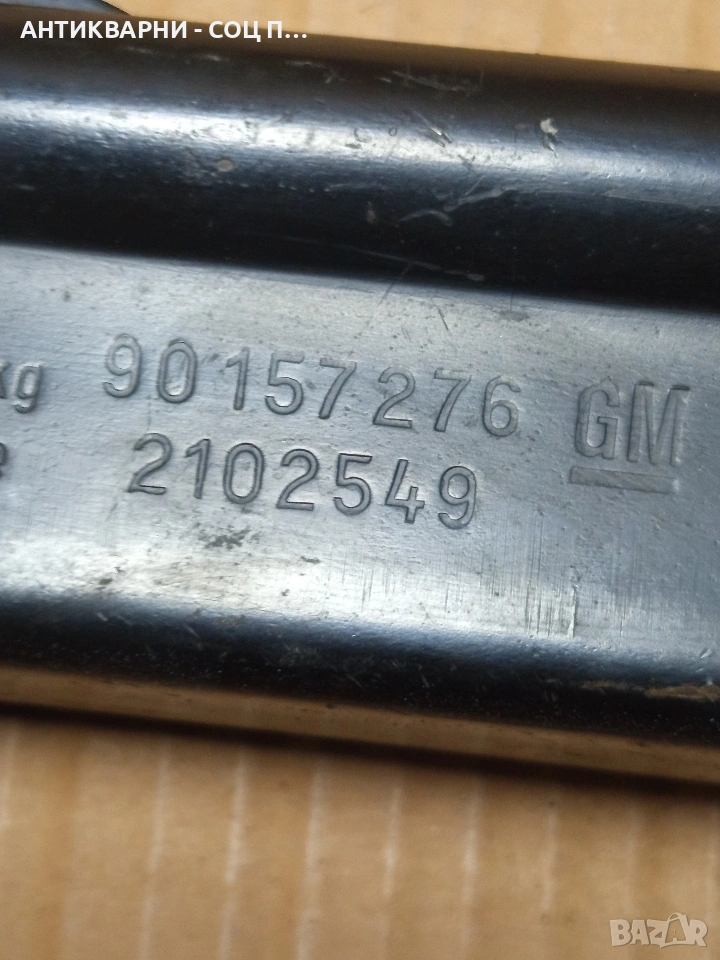 АНТИКВАРНИ - СОЦ П...
kg 90157276 GM
2102549
BAZAR